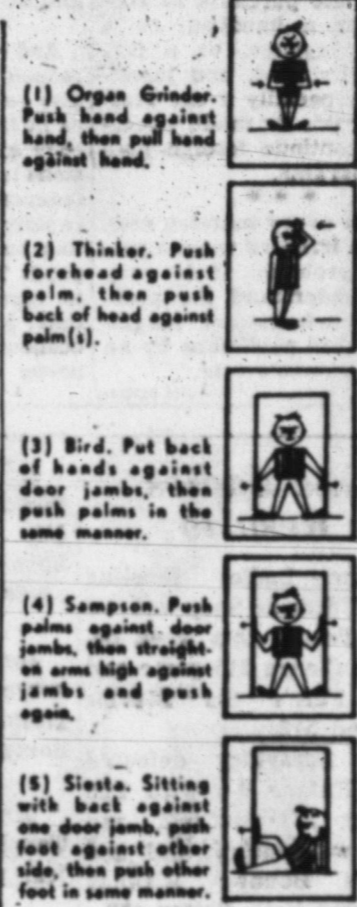 (1) Organ Grinder.
Push hand against
hand, then pull hand
against hand.
(2) Thinker. Push
forehead against
palm, then push
back of head against
palm(s).
(3) Bird. Put back
of hands against
door jambs, then
push palms in the
same manner.
(4) Sampson. Push
palms against door
jambs, then straight-
en arms high against
jambs and push
again.
(5) Siesta. Sitting
with back against
one door jamb, push
foot against other
side, then push other
foot in same manner.